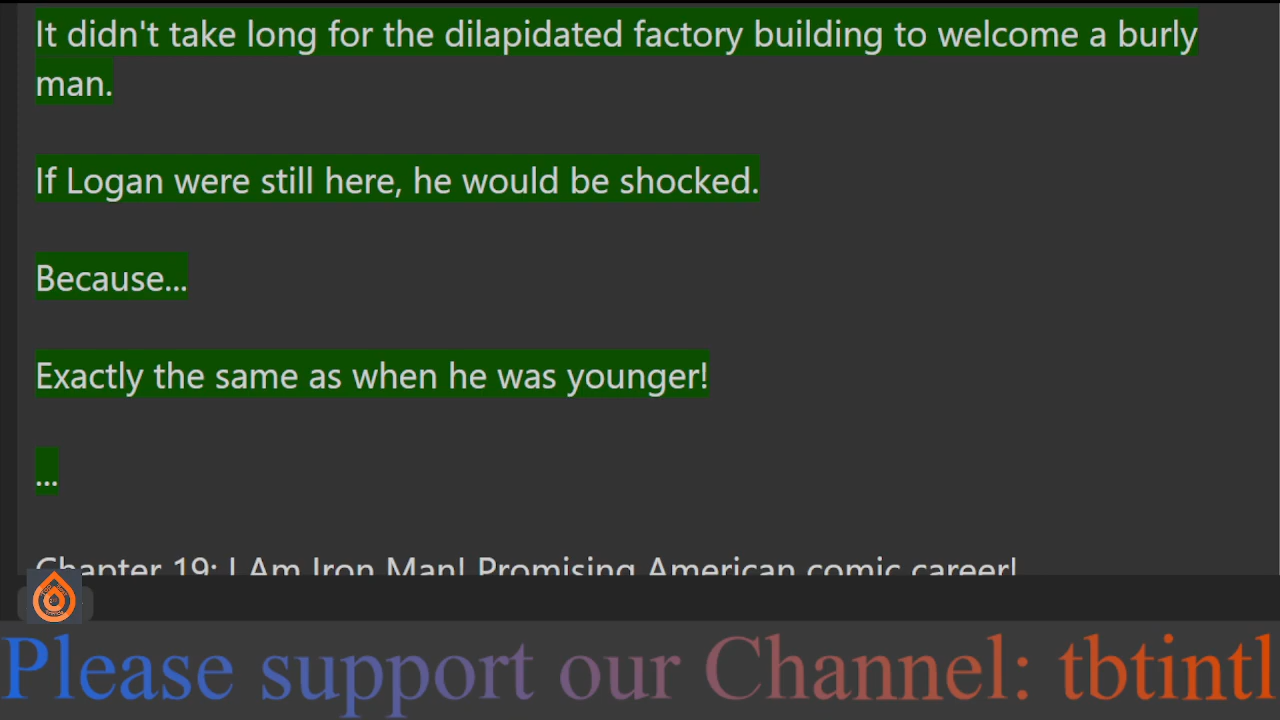 It didn't take long for the dilapidated factory building to welcome a burly
man.
If Logan were still here, he would be shocked.
Because...
Exactly the same as when he was younger!
...
Chapter 19: I Am Iron Man! Promising American comic career!
Please support our Channel: tbtintl